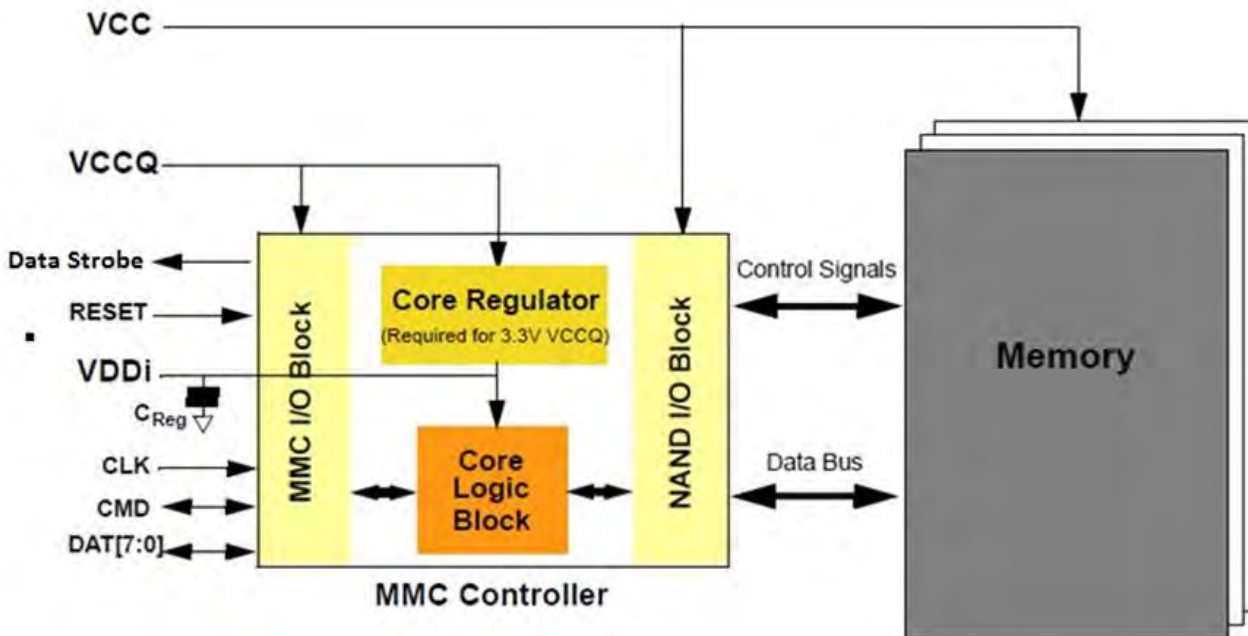 VCC
VCCQ
Data Strobe
RESET
VDDi
CReg
CLK
CMD
DAT[7:0]
MMC I/O Block
Core Regulator
(Required for 3.3V VCCQ)
Core
Logic
Block
NAND I/O Block
MMC Controller
Control Signals
Data Bus
Memory